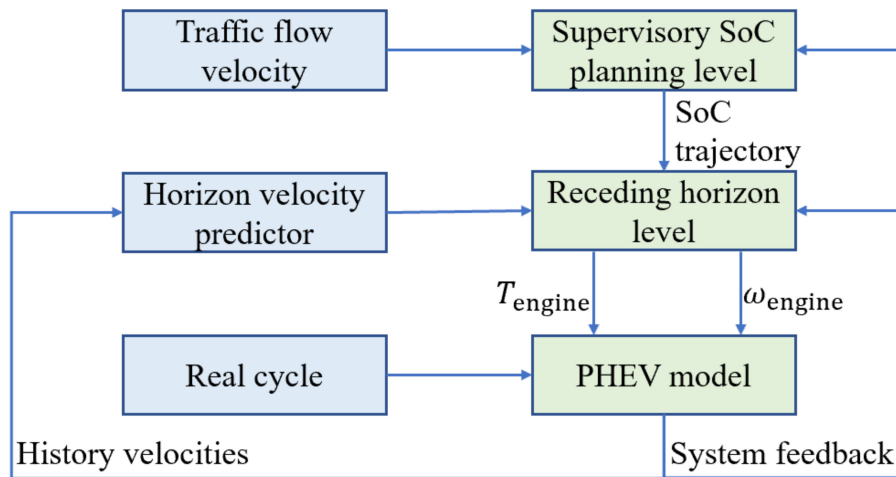 Traffic flow
velocity
Supervisory SoC
planning level
SoC
trajectory
Horizon velocity
predictor
Receding horizon
level
T_engine
ω_engine
Real cycle
PHEV model
History velocities
System feedback